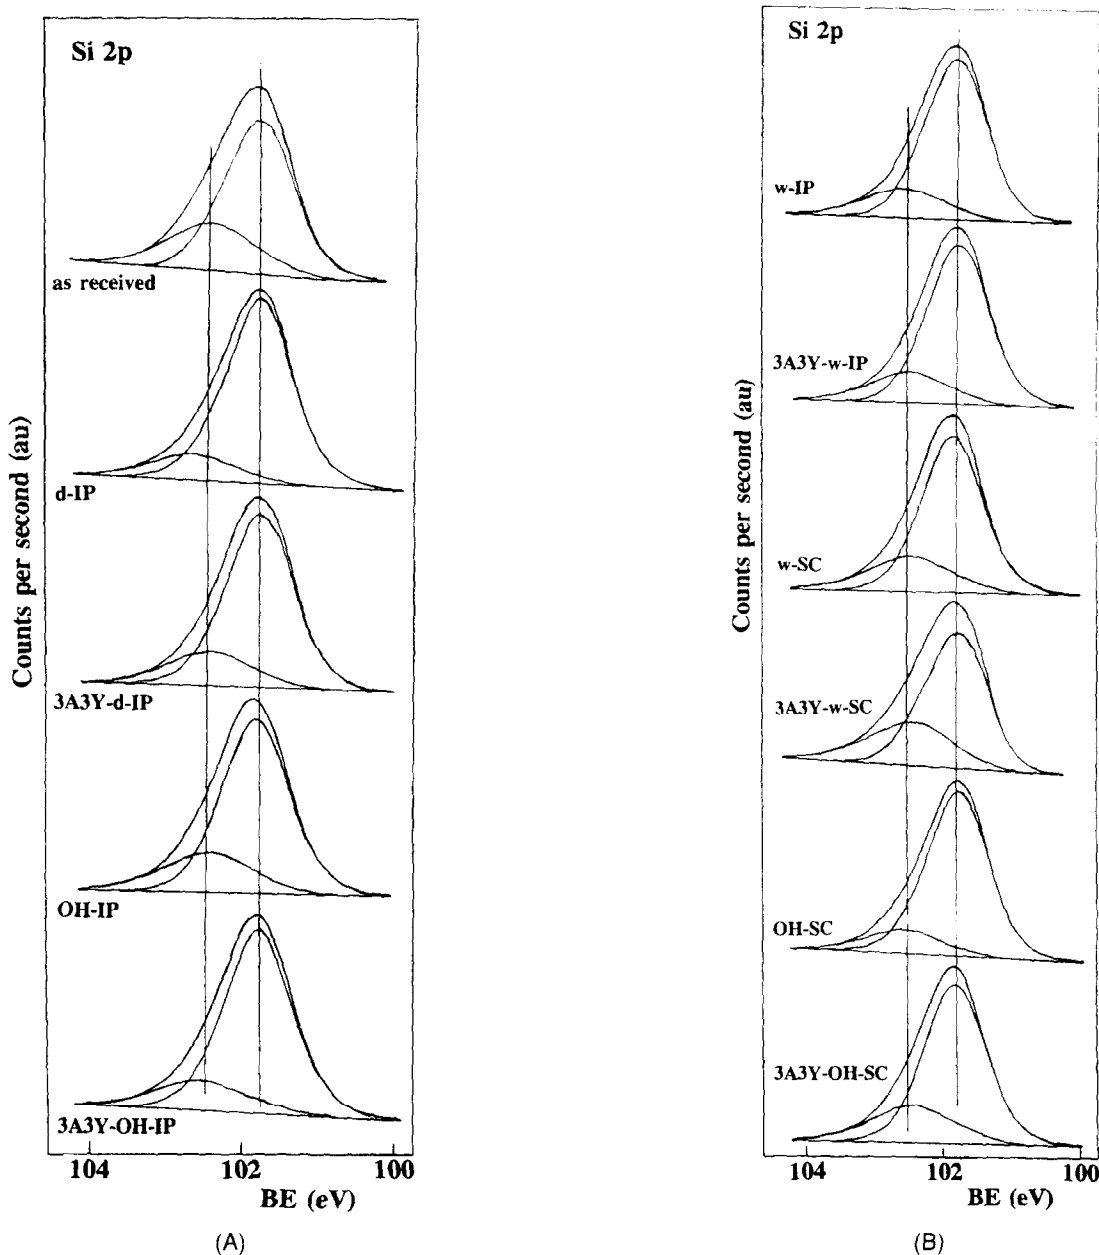 Si 2p
as received
d-IP
3A3Y-d-IP
OH-IP
3A3Y-OH-IP
Counts per second (au)
104 102 100
BE (eV)
(A)
Si 2p
w-IP
3A3Y-w-IP
w-SC
3A3Y-w-SC
OH-SC
3A3Y-OH-SC
Counts per second (au)
104 102 100
BE (eV)
(B)